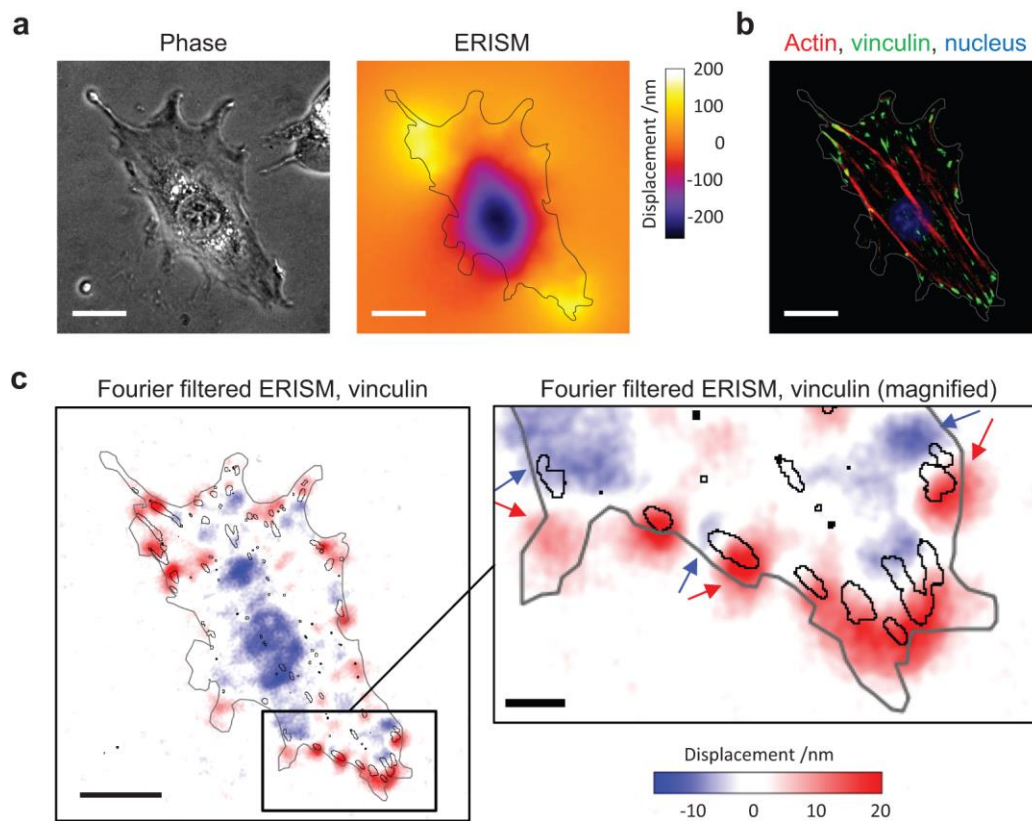 a
Phase
ERISM
Displacement /nm
200
100
0
-100
-200
b
Actin, vinculin, nucleus
c
Fourier filtered ERISM, vinculin
Fourier filtered ERISM, vinculin (magnified)
Displacement /nm
-10
0
10
20